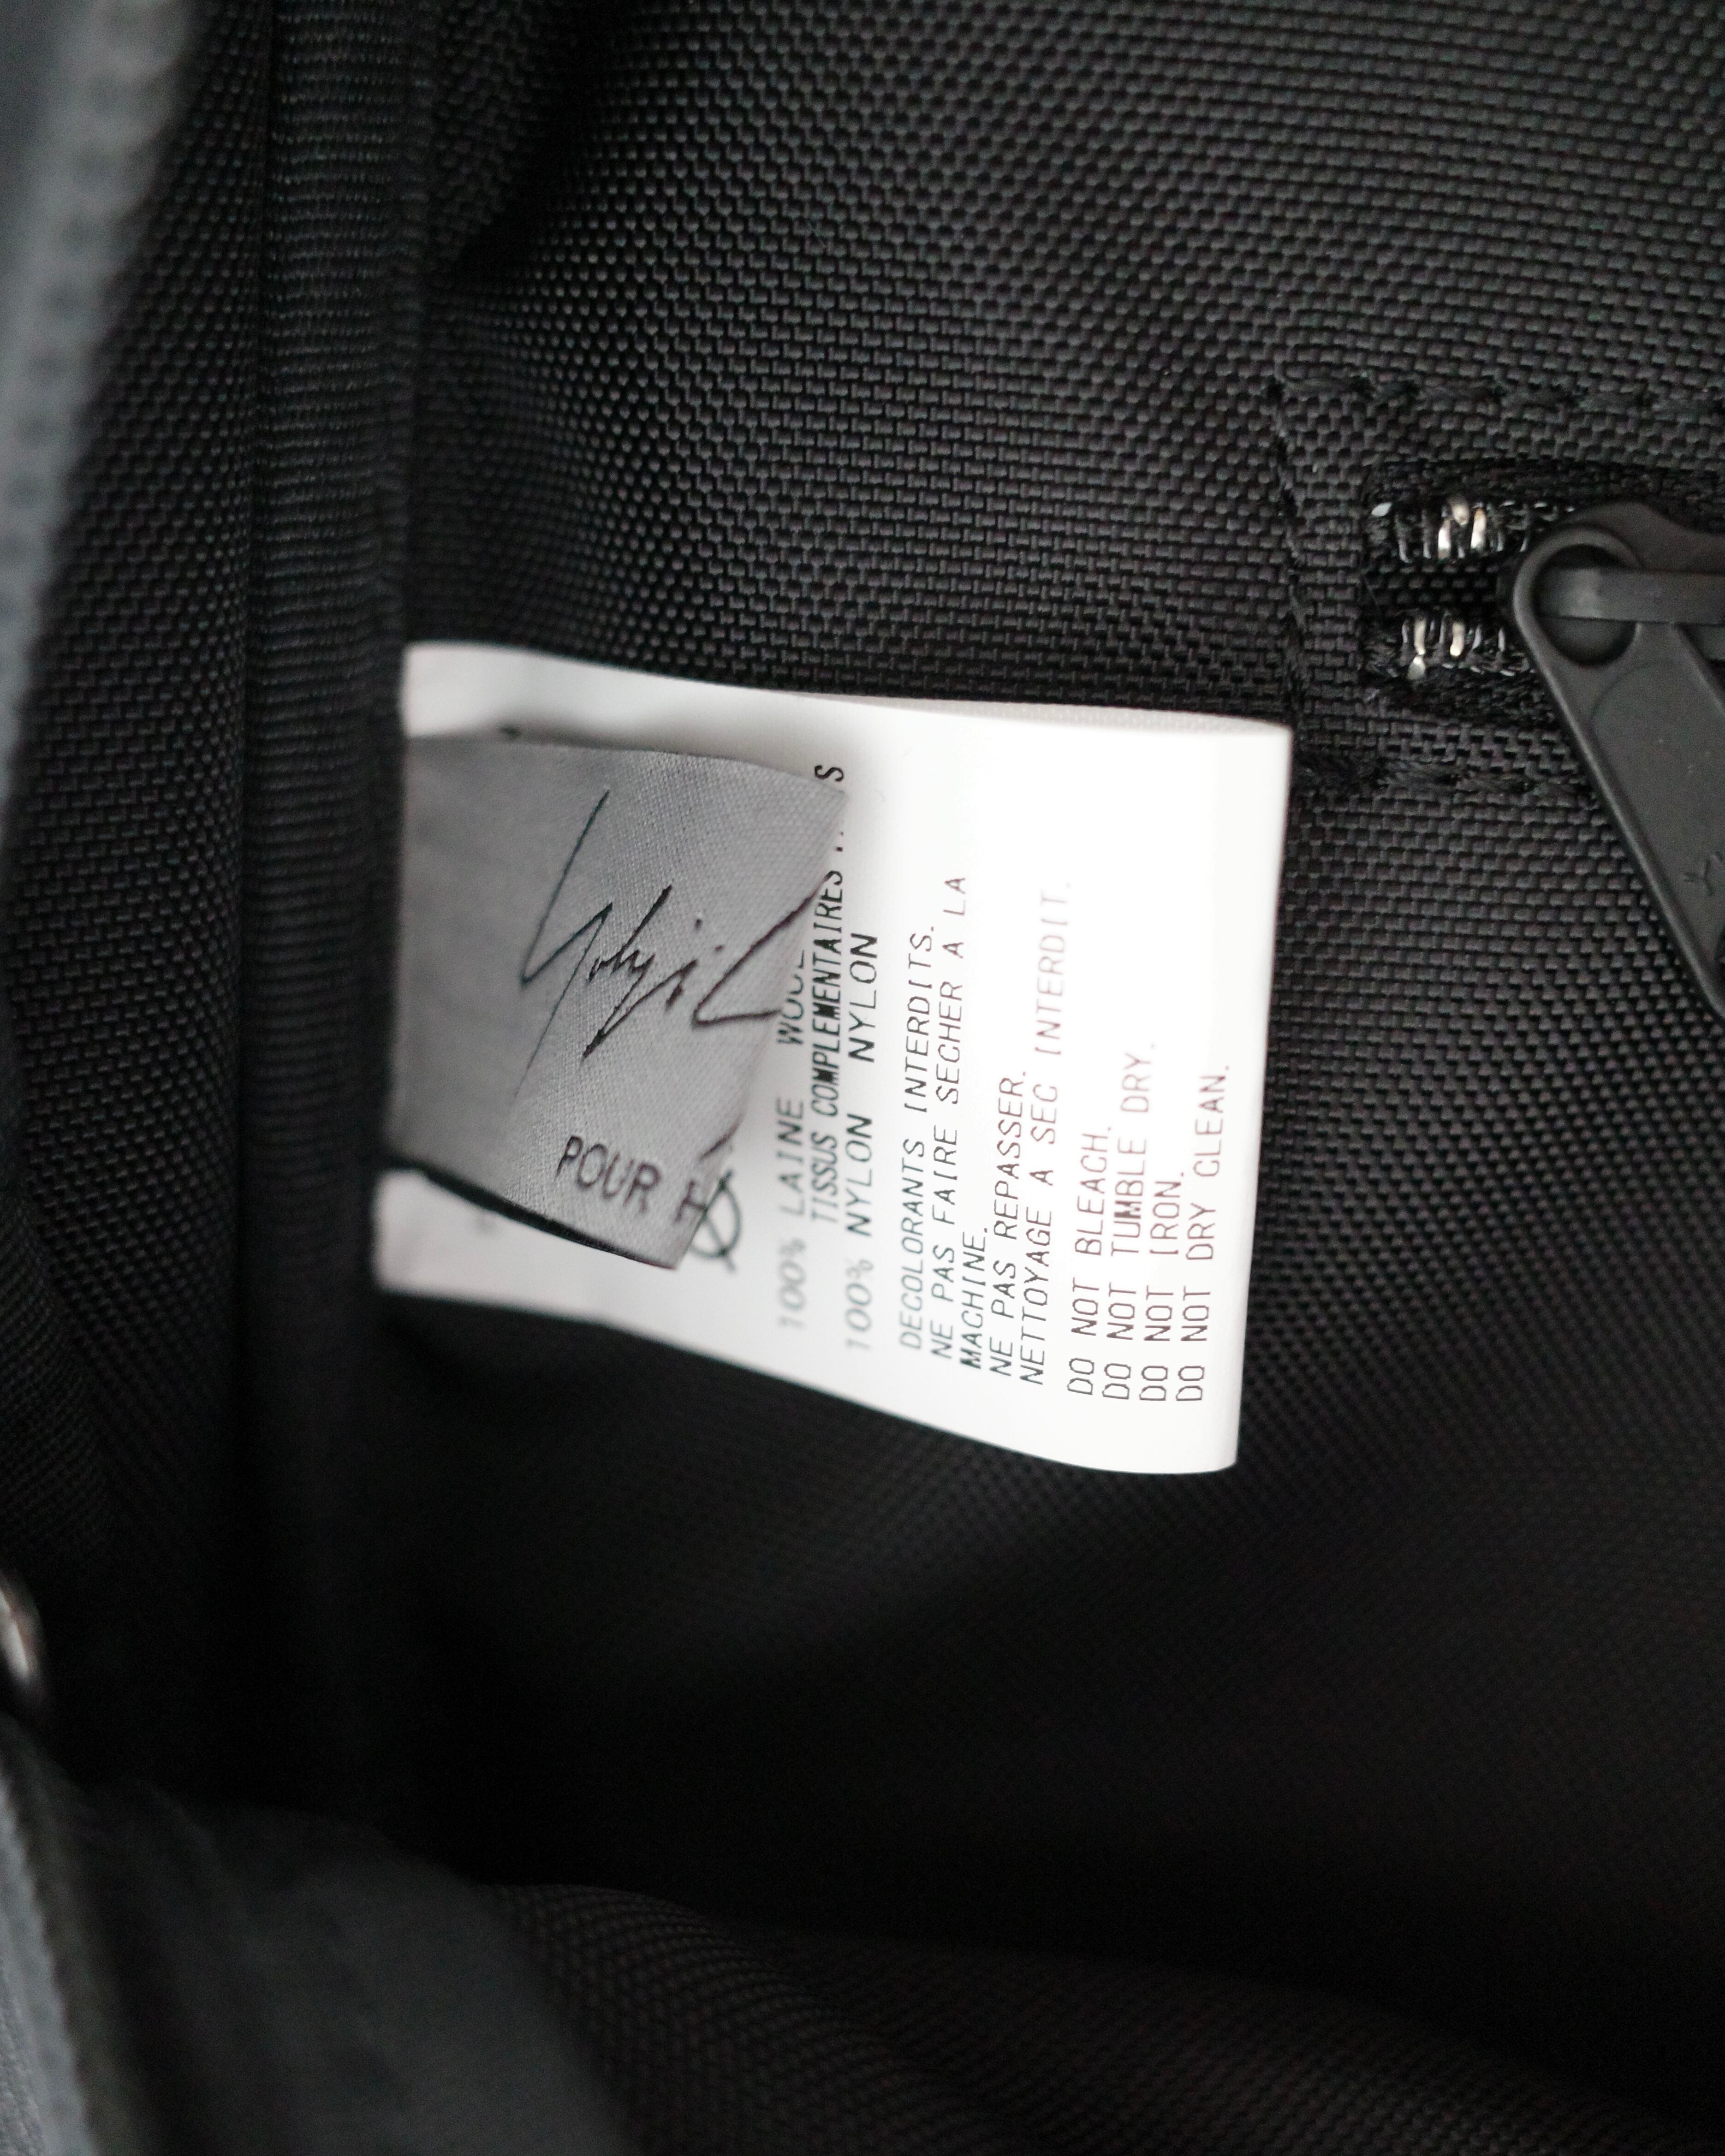 Yohji
POUR H
100% LAINE WOOL
TISSUS COMPLEMENTAIRES
100% NYLON NYLON
DECOLORANTS INTERDITS.
NE PAS FAIRE SECHER A LA
MACHINE.
NE PAS REPASSER.
NETTOYAGE A SEC INTERDIT.
DO NOT BLEACH.
DO NOT TUMBLE DRY.
DO NOT IRON.
DO NOT DRY CLEAN.